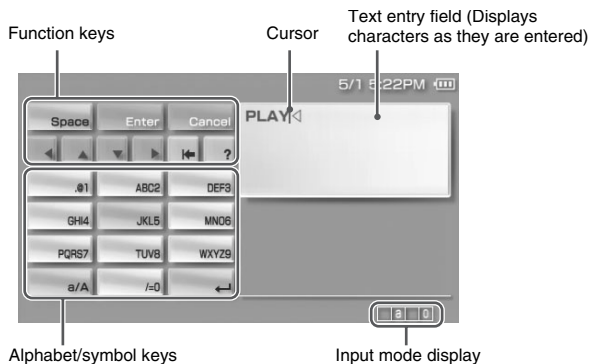 Function keys
Cursor
Text entry field (Displays
characters as they are entered)
5/1 5:22PM
Space Enter Cancel
PLAY
?
.@1 ABC2 DEF3
GHI4 JKL5 MNO6
PQRS7 TUV8 WXYZ9
a/A /=0
a 0
Alphabet/symbol keys
Input mode display